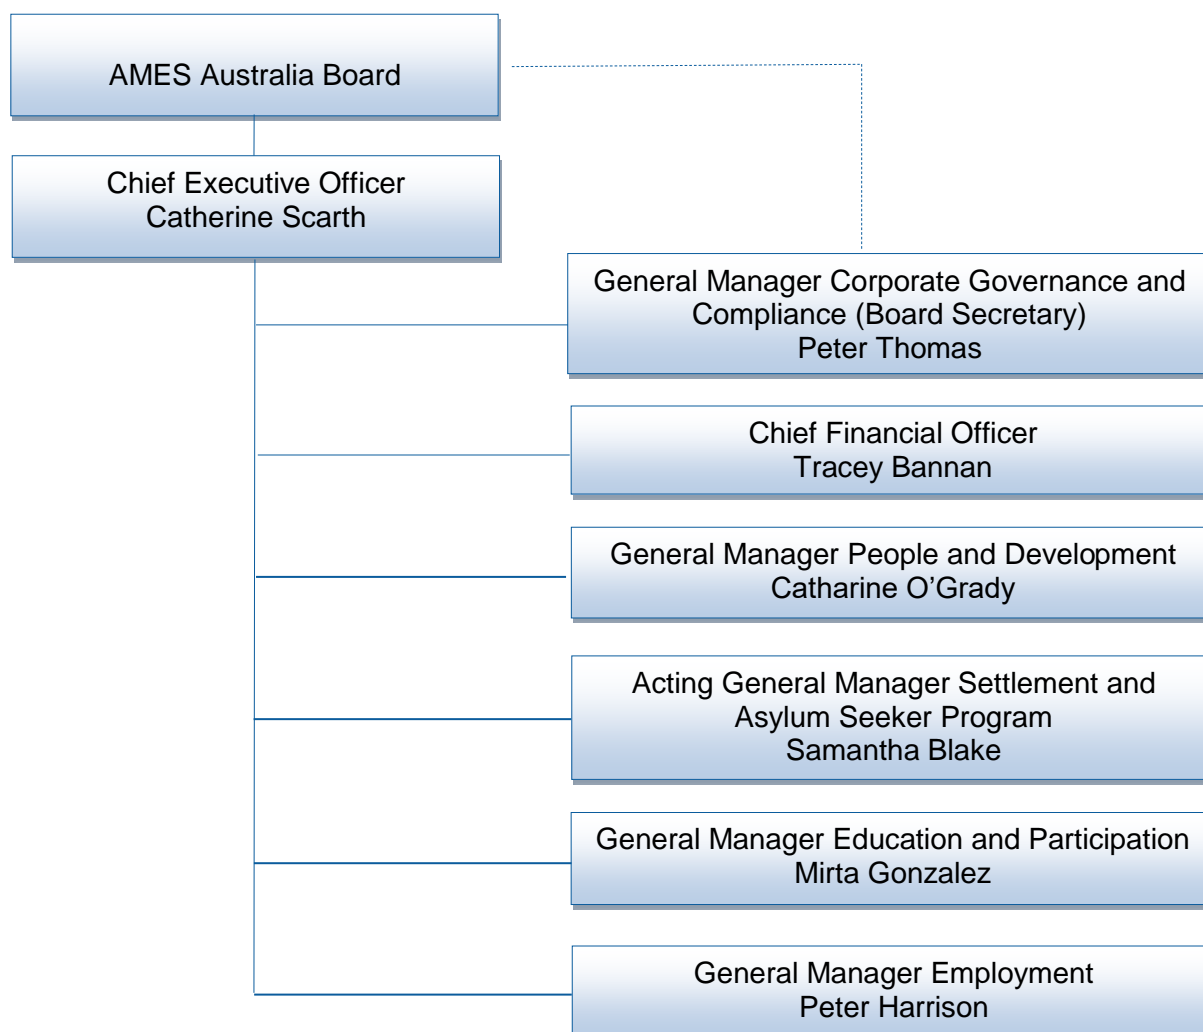 AMES Australia Board
Chief Executive Officer
Catherine Scarth
General Manager Corporate Governance and
Compliance (Board Secretary)
Peter Thomas
Chief Financial Officer
Tracey Bannan
General Manager People and Development
Catharine O’Grady
Acting General Manager Settlement and
Asylum Seeker Program
Samantha Blake
General Manager Education and Participation
Mirta Gonzalez
General Manager Employment
Peter Harrison